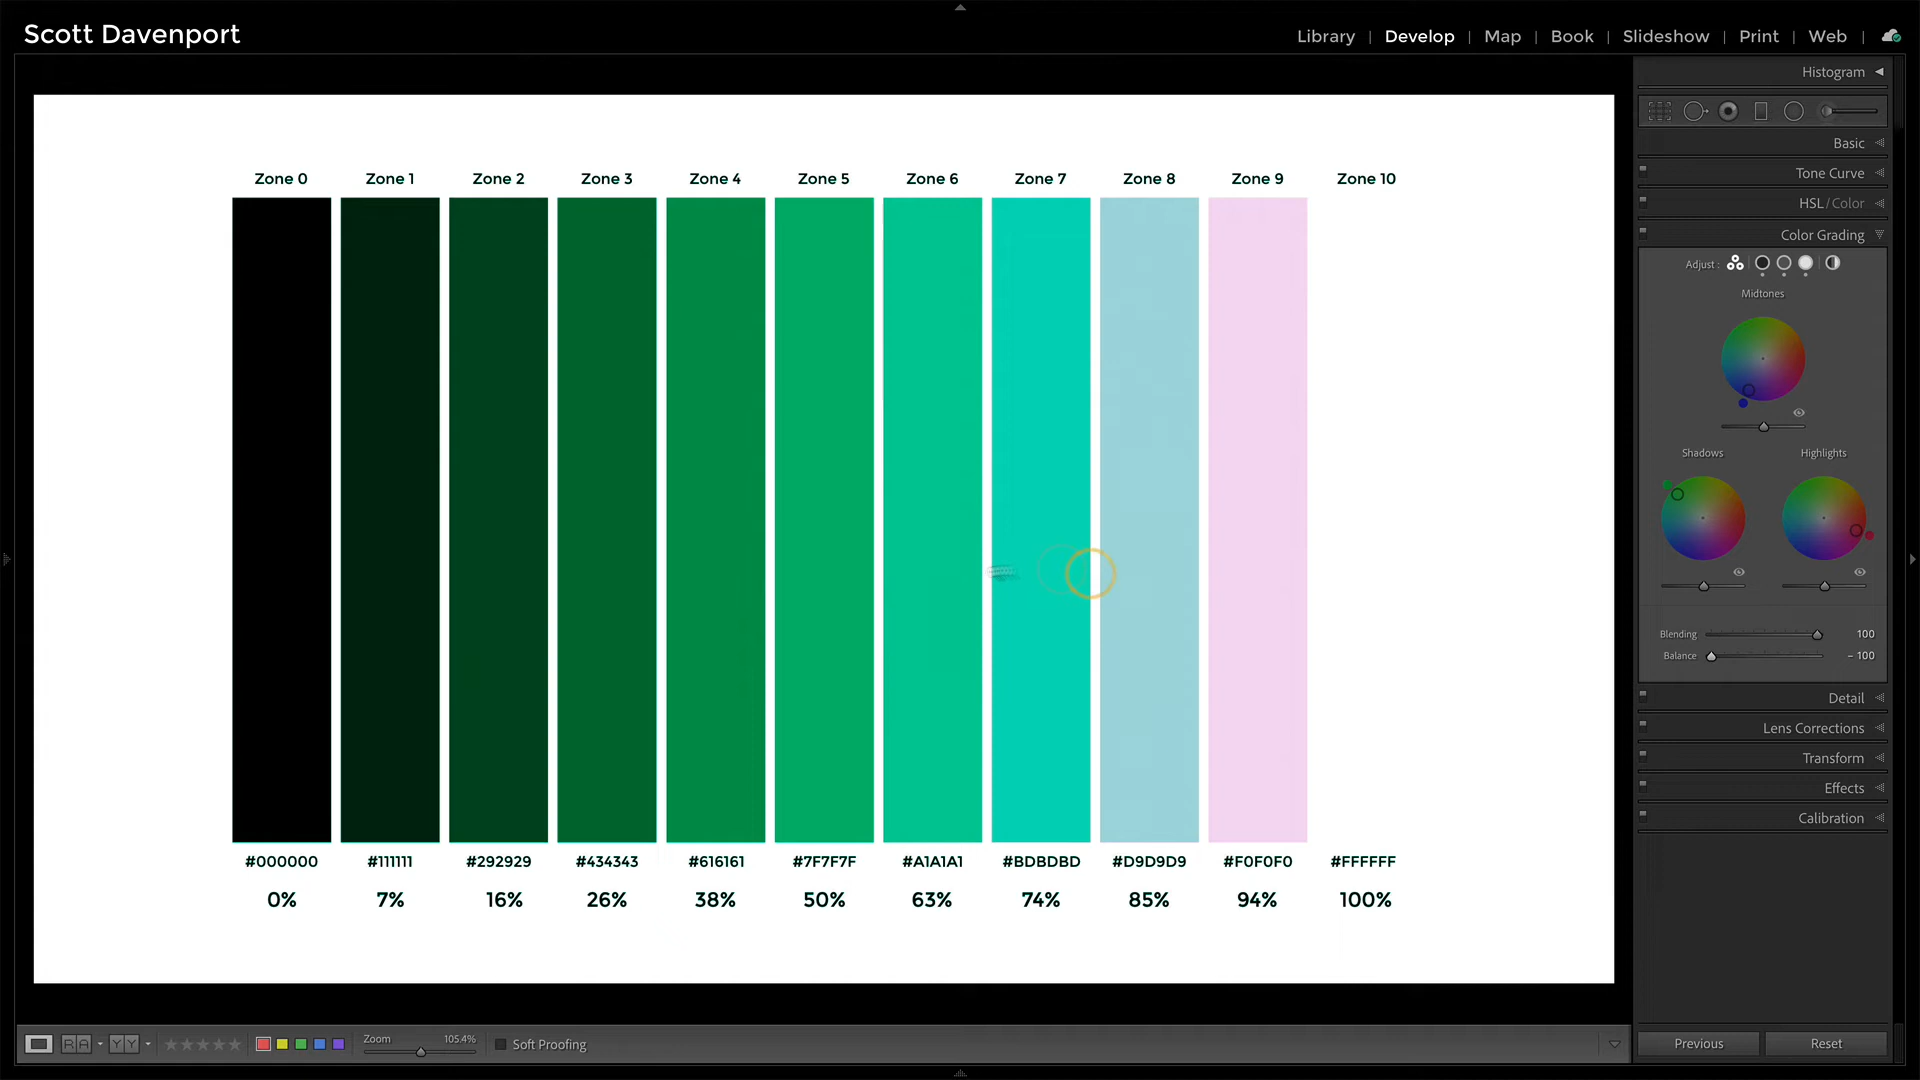 Scott Davenport
Library | Develop | Map | Book | Slideshow | Print | Web |
Histogram
Basic
Tone Curve
HSL / Color
Color Grading
Adjust :
Midtones
Shadows
Highlights
Blending 100
Balance – 100
Detail
Lens Corrections
Transform
Effects
Calibration
Zone 0 Zone 1 Zone 2 Zone 3 Zone 4 Zone 5 Zone 6 Zone 7 Zone 8 Zone 9 Zone 10
#000000 #111111 #292929 #434343 #616161 #7F7F7F #A1A1A1 #BDBDBD #D9D9D9 #F0F0F0 #FFFFFF
0% 7% 16% 26% 38% 50% 63% 74% 85% 94% 100%
R A Y Y Zoom 105.4% Soft Proofing
Previous Reset